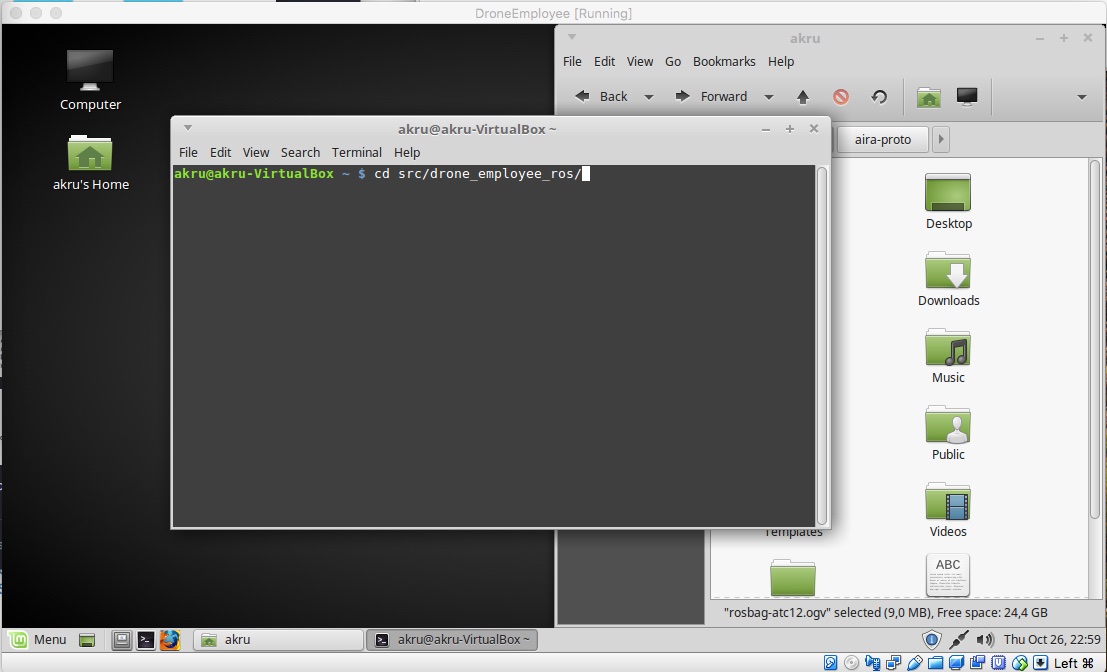 DroneEmployee [Running]
akru
File Edit View Go Bookmarks Help
Back Forward
aira-proto
Computer
akru's Home
akru@akru-VirtualBox ~
File Edit View Search Terminal Help
akru@akru-VirtualBox ~ $ cd src/drone_employee_ros/
Desktop
Downloads
Music
Public
Templates
Videos
ABC
"rosbag-atc12.ogv" selected (9,0 MB), Free space: 24,4 GB
Menu akru akru@akru-VirtualBox ~ Thu Oct 26, 22:59
Left ⌘